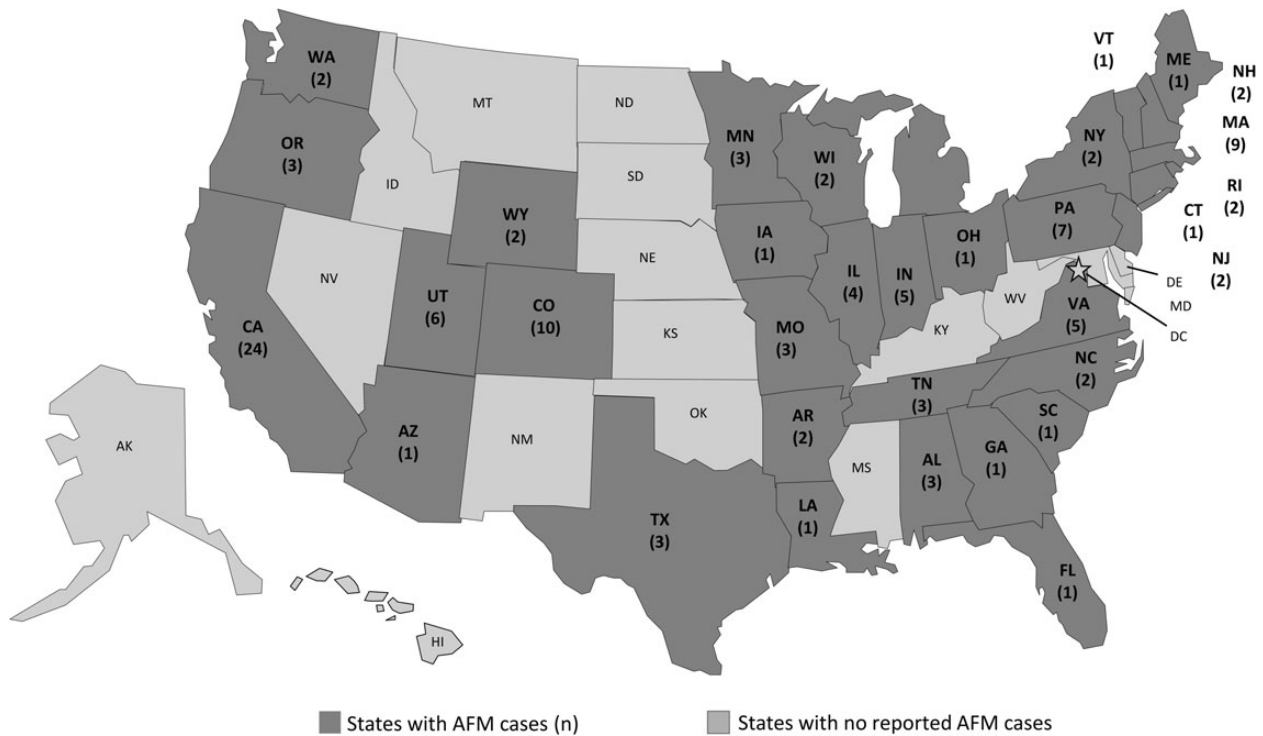 VT
(1)
ME
(1)
NH
(2)
WA
(2)
MT
ND
MN
(3)
MA
(9)
OR
(3)
ID
SD
WI
(2)
NY
(2)
RI
(2)
WY
(2)
PA
(7)
CT
(1)
IA
(1)
OH
(1)
NJ
(2)
NV
NE
IL
(4)
IN
(5)
DE
UT
(6)
CO
(10)
WV
MD
VA
(5)
CA
(24)
KS
MO
(3)
KY
DC
NC
(2)
TN
(3)
AK
AZ
(1)
NM
OK
AR
(2)
SC
(1)
MS
AL
(3)
GA
(1)
TX
(3)
LA
(1)
FL
(1)
HI
States with AFM cases (n)
States with no reported AFM cases